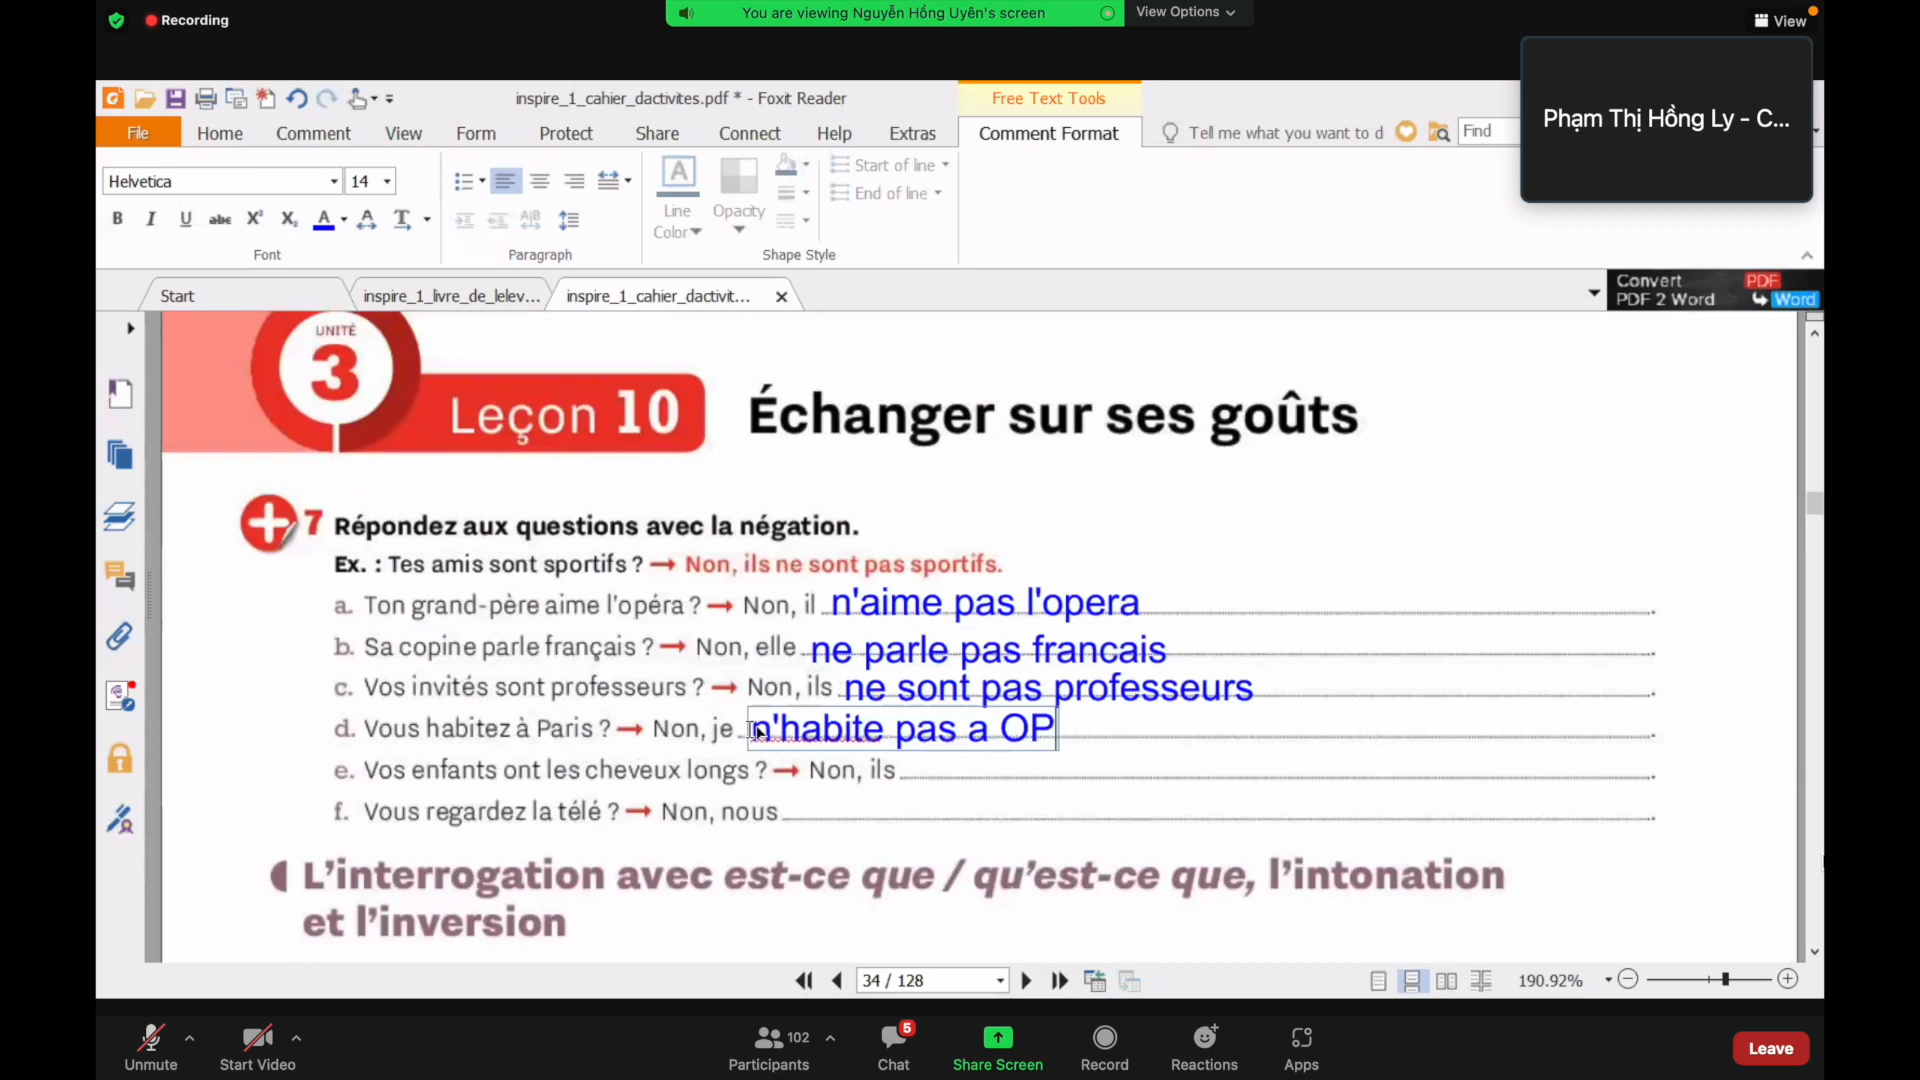 Recording
You are viewing Nguyễn Hồng Uyên's screen
View Options
View
Phạm Thị Hồng Ly - C...
inspire_1_cahier_dactivites.pdf * - Foxit Reader
Free Text Tools
File Home Comment View Form Protect Share Connect Help Extras Comment Format Tell me what you want to d Find
Helvetica 14
Start of line
End of line
Line Color
Opacity
Font
Paragraph
Shape Style
Start
inspire_1_livre_de_lelev...
inspire_1_cahier_dactivit...
Convert PDF
PDF 2 Word Word
UNITÉ
3
Leçon 10
Échanger sur ses goûts
7 Répondez aux questions avec la négation.
Ex. : Tes amis sont sportifs ? → Non, ils ne sont pas sportifs.
a. Ton grand-père aime l'opéra ? → Non, il n'aime pas l'opera
b. Sa copine parle français ? → Non, elle ne parle pas francais
c. Vos invités sont professeurs ? → Non, ils ne sont pas professeurs
d. Vous habitez à Paris ? → Non, je n'habite pas a OP
e. Vos enfants ont les cheveux longs ? → Non, ils
f. Vous regardez la télé ? → Non, nous
L'interrogation avec est-ce que / qu'est-ce que, l'intonation
et l'inversion
34 / 128
190.92%
Unmute
Start Video
102
Participants
5
Chat
Share Screen
Record
Reactions
Apps
Leave